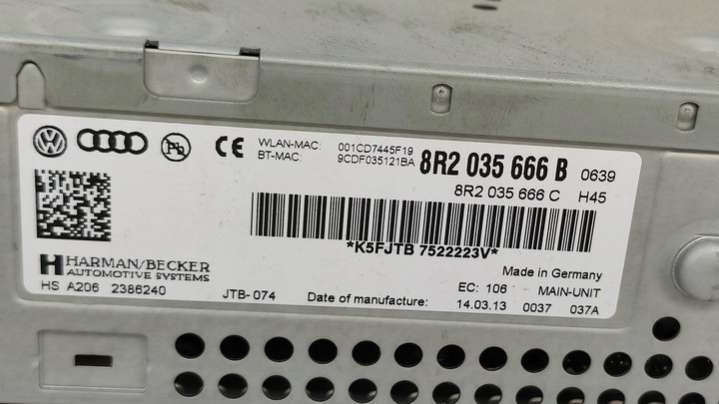 WLAN-MAC: 001CD7445F19
BT-MAC: 9CDF035121BA
8R2 035 666 B 0639
8R2 035 666 C H45
*K5FJTB 7522223V*
HARMAN/BECKER
AUTOMOTIVE SYSTEMS
Made in Germany
HS A206 2386240 JTB-074
EC: 106 MAIN-UNIT
Date of manufacture: 14.03.13 0037 037A